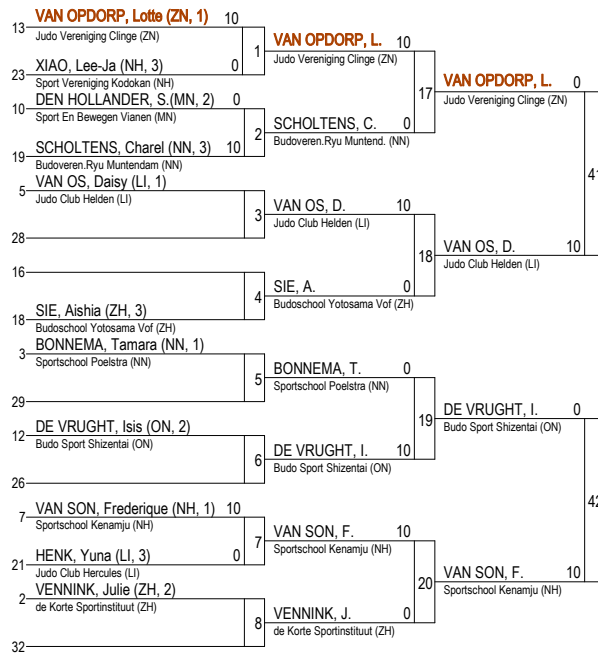 13 VAN OPDORP, Lotte (ZN, 1) 10
Judo Vereniging Clinge (ZN)
1
23 XIAO, Lee-Ja (NH, 3) 0
Sport Vereniging Kodokan (NH)
10 DEN HOLLANDER, S.(MN, 2) 0
Sport En Bewegen Vianen (MN)
2
19 SCHOLTENS, Charel (NN, 3) 10
Budoveren.Ryu Muntendam (NN)
5 VAN OS, Daisy (LI, 1)
Judo Club Helden (LI)
3
28
16
4
18 SIE, Aishia (ZH, 3)
Budoschool Yotosama Vof (ZH)
3 BONNEMA, Tamara (NN, 1)
Sportschool Poelstra (NN)
5
29
12 DE VRUGHT, Isis (ON, 2)
Budo Sport Shizentai (ON)
6
26
7 VAN SON, Frederique (NH, 1) 10
Sportschool Kenamju (NH)
7
21 HENK, Yuna (LI, 3) 0
Judo Club Hercules (LI)
2 VENNINK, Julie (ZH, 2)
de Korte Sportinstituut (ZH)
8
32
VAN OPDORP, L. 10
Judo Vereniging Clinge (ZN)
17
SCHOLTENS, C. 0
Budoveren.Ryu Muntend. (NN)
VAN OS, D. 10
Judo Club Helden (LI)
18
SIE, A. 0
Budoschool Yotosama Vof (ZH)
BONNEMA, T. 0
Sportschool Poelstra (NN)
19
DE VRUGHT, I. 10
Budo Sport Shizentai (ON)
VAN SON, F. 10
Sportschool Kenamju (NH)
20
VENNINK, J. 0
de Korte Sportinstituut (ZH)
VAN OPDORP, L. 0
Judo Vereniging Clinge (ZN)
41
VAN OS, D. 10
Judo Club Helden (LI)
DE VRUGHT, I. 0
Budo Sport Shizentai (ON)
42
VAN SON, F. 10
Sportschool Kenamju (NH)